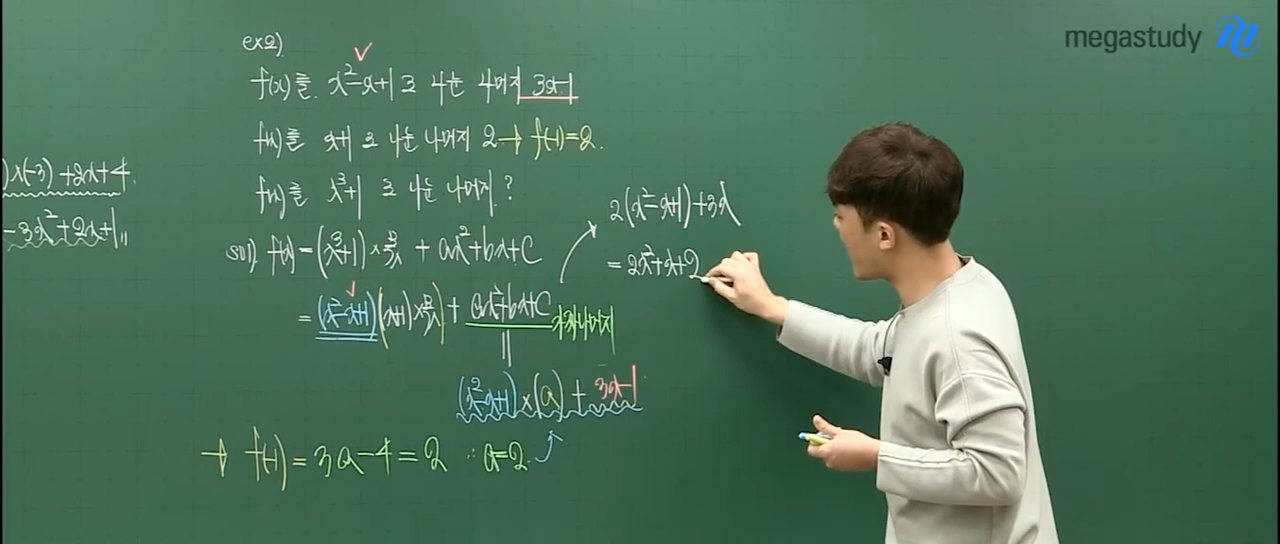 megastudy
ex2)
f(x)를 x²-x+1로 나눈 나머지 3x-1
f(x)를 x+1로 나눈 나머지 2 → f(-1)=2.
f(x)를 x³+1로 나눈 나머지?
)x(-3)+2x+4.
-3x²+2x+1,,
sol) f(x)=(x³+1)×몫+ax²+bx+c
=(x²-x+1)(x+1)×몫)+ax²+bx+c
(x²-x+1)×(a)+3x-1
→ f(-1)=3a-4=2 ∴a=2.
2(x²-x+1)+3x
=2x²+x+2